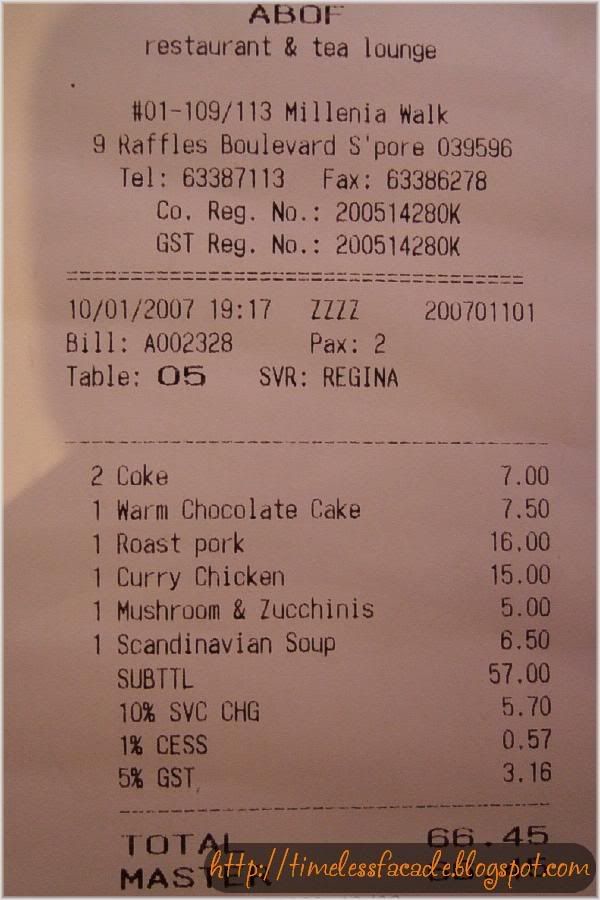 ABOF
restaurant & tea lounge
#01-109/113 Millenia Walk
9 Raffles Boulevard S'pore 039596
Tel: 63387113 Fax: 63386278
Co. Reg. No.: 200514280K
GST Reg. No.: 200514280K
10/01/2007 19:17 ZZZZ 200701101
Bill: A002328 Pax: 2
Table: 05 SVR: REGINA
2 Coke 7.00
1 Warm Chocolate Cake 7.50
1 Roast pork 16.00
1 Curry Chicken 15.00
1 Mushroom & Zucchinis 5.00
1 Scandinavian Soup 6.50
SUBTTL 57.00
10% SVC CHG 5.70
1% CESS 0.57
5% GST 3.16
TOTAL 66.45
MASTER
http://timelessfacade.blogspot.com